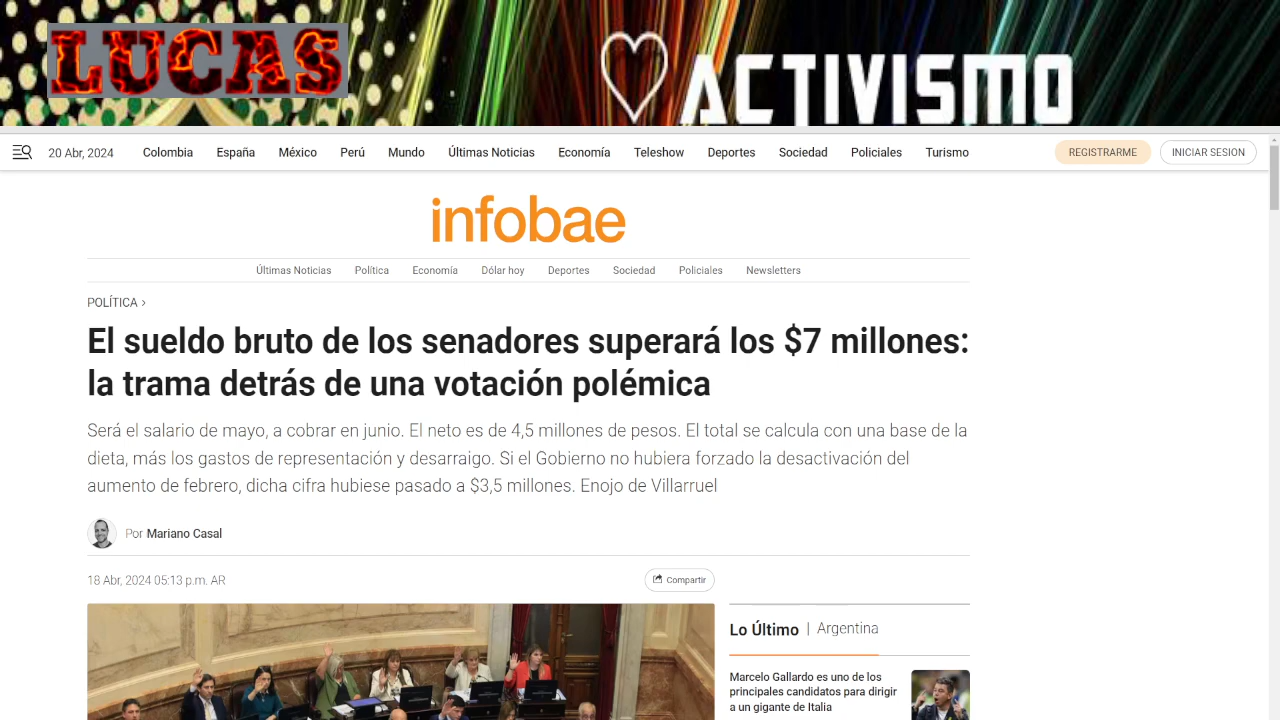 LUCAS
ACTIVISMO
20 Abr, 2024 Colombia España México Perú Mundo Últimas Noticias Economía Teleshow Deportes Sociedad Policiales Turismo REGISTRARME INICIAR SESION
infobae
Últimas Noticias Política Economía Dólar hoy Deportes Sociedad Policiales Newsletters
POLÍTICA ›
El sueldo bruto de los senadores superará los $7 millones:
la trama detrás de una votación polémica
Será el salario de mayo, a cobrar en junio. El neto es de 4,5 millones de pesos. El total se calcula con una base de la
dieta, más los gastos de representación y desarraigo. Si el Gobierno no hubiera forzado la desactivación del
aumento de febrero, dicha cifra hubiese pasado a $3,5 millones. Enojo de Villarruel
Por Mariano Casal
18 Abr, 2024 05:13 p.m. AR
Compartir
Lo Último | Argentina
Marcelo Gallardo es uno de los
principales candidatos para dirigir
a un gigante de Italia